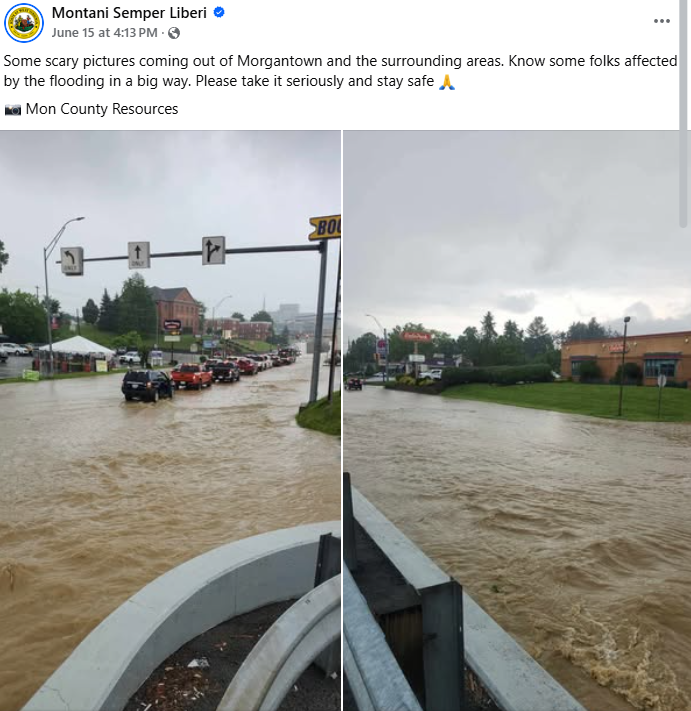 Montani Semper Liberi
June 15 at 4:13 PM ·
Some scary pictures coming out of Morgantown and the surrounding areas. Know some folks affected
by the flooding in a big way. Please take it seriously and stay safe 🙏
📷 Mon County Resources
ONLY
ONLY
BOO